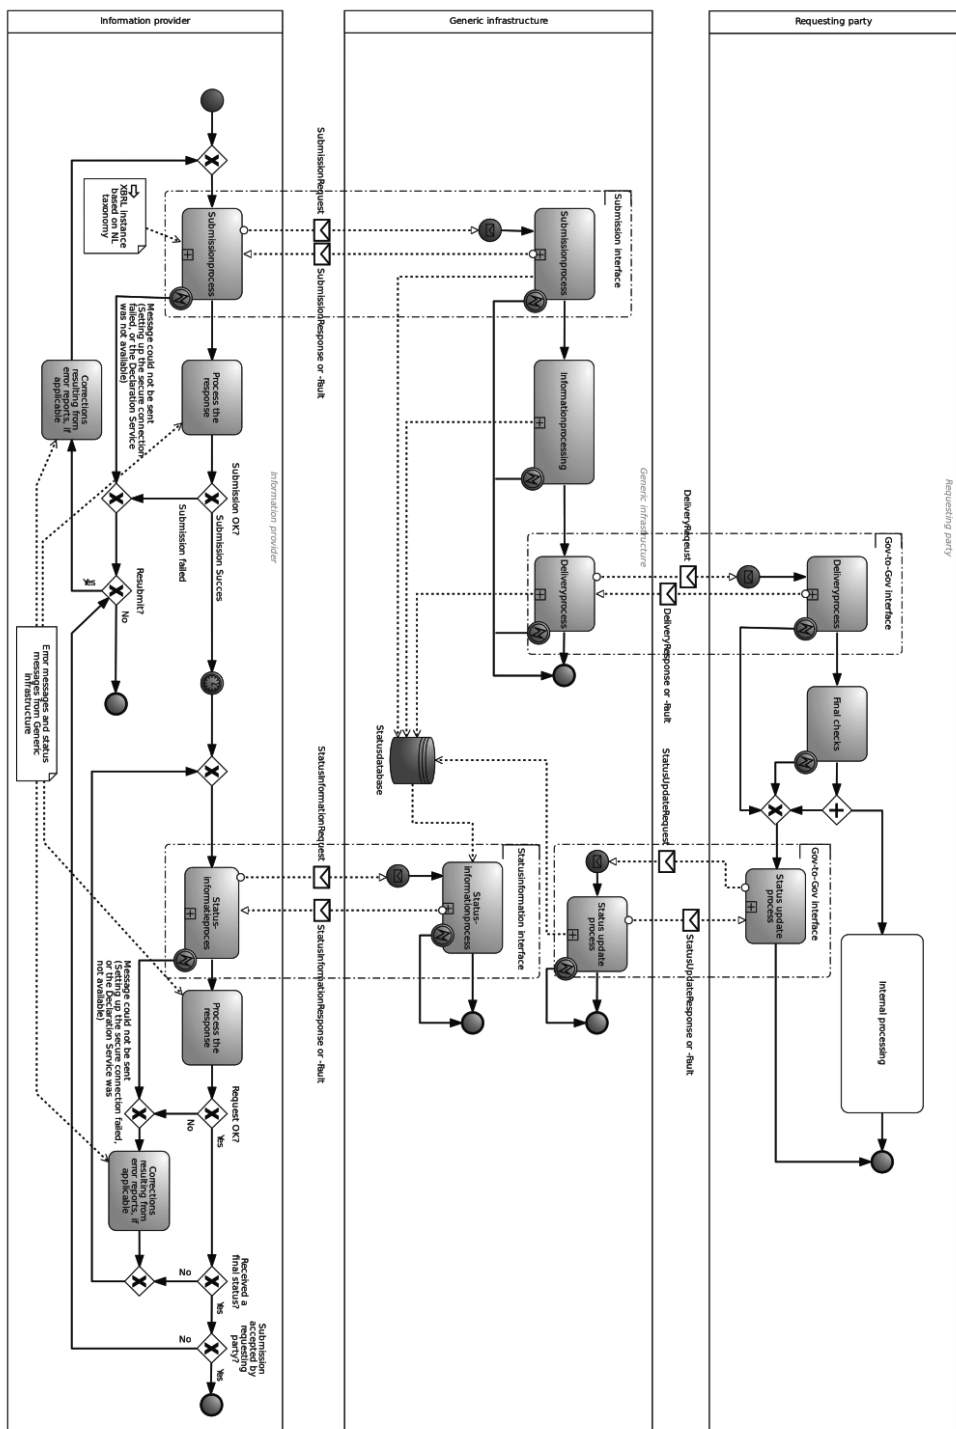 Information provider
Generic infrastructure
Requesting party
SubmissionRequest
SubmissionResponse or -Fault
XBRL instance
based on NL
taxonomy
Submissionprocess
Submissionprocess
Submission interface
Message could not be sent
(Setting up the secure connection
failed, or the Declaration Service
was not available)
Process the
response
Corrections
resulting from
error reports, if
applicable
Informationprocessing
Information provider
Generic infrastructure
Requesting party
Submission OK?
Submission failed
Submission Succes
Resubmit?
Yes
No
DeliveryReqeust
DeliveryResponse or -Fault
Deliveryprocess
Deliveryprocess
Gov-to-Gov interface
Final checks
Error messages and status
messages from Generic
infrastructure
Statusdatabase
StatusInformationRequest
StatusInformationResponse or -Fault
Status-
informatieproces
Status-
informationprocess
StatusInformation interface
StatusUpdateRequest
StatusUpdateResponse or -Fault
Status update
process
Status update
process
Gov-to-Gov interface
Internal processing
Message could not be sent
(Setting up the secure connection failed,
or the Declaration Service was
not available)
Process the
response
Request OK?
No
Yes
Corrections
resulting from
error reports, if
applicable
Received a
final status?
No
Yes
Submission
accepted by
requesting
party?
No
Yes